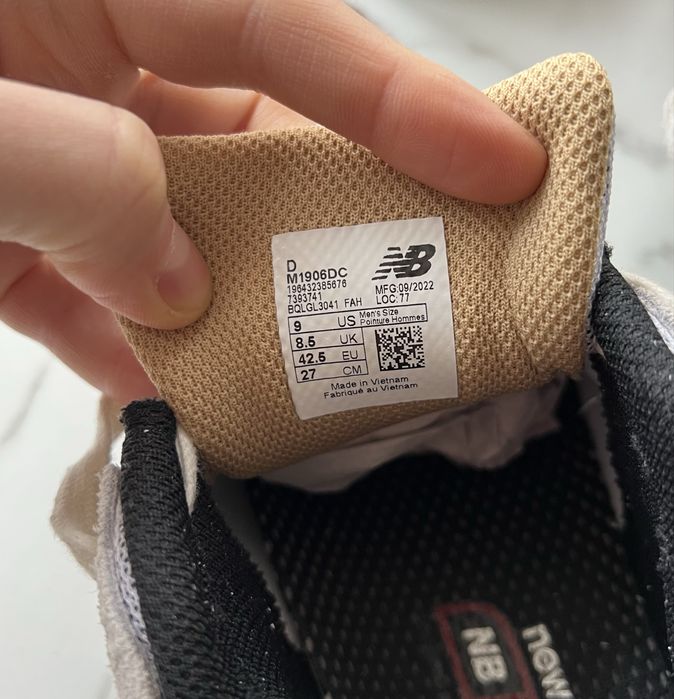 D
M1906DC
196432385676
7393741
BQLGL3041 FAH
NB
MFG:09/2022
LOC:77
9 US Men's Size
Pointure Hommes
8.5 UK
42.5 EU
27 CM
Made in Vietnam
Fabriqué au Vietnam
NB
new